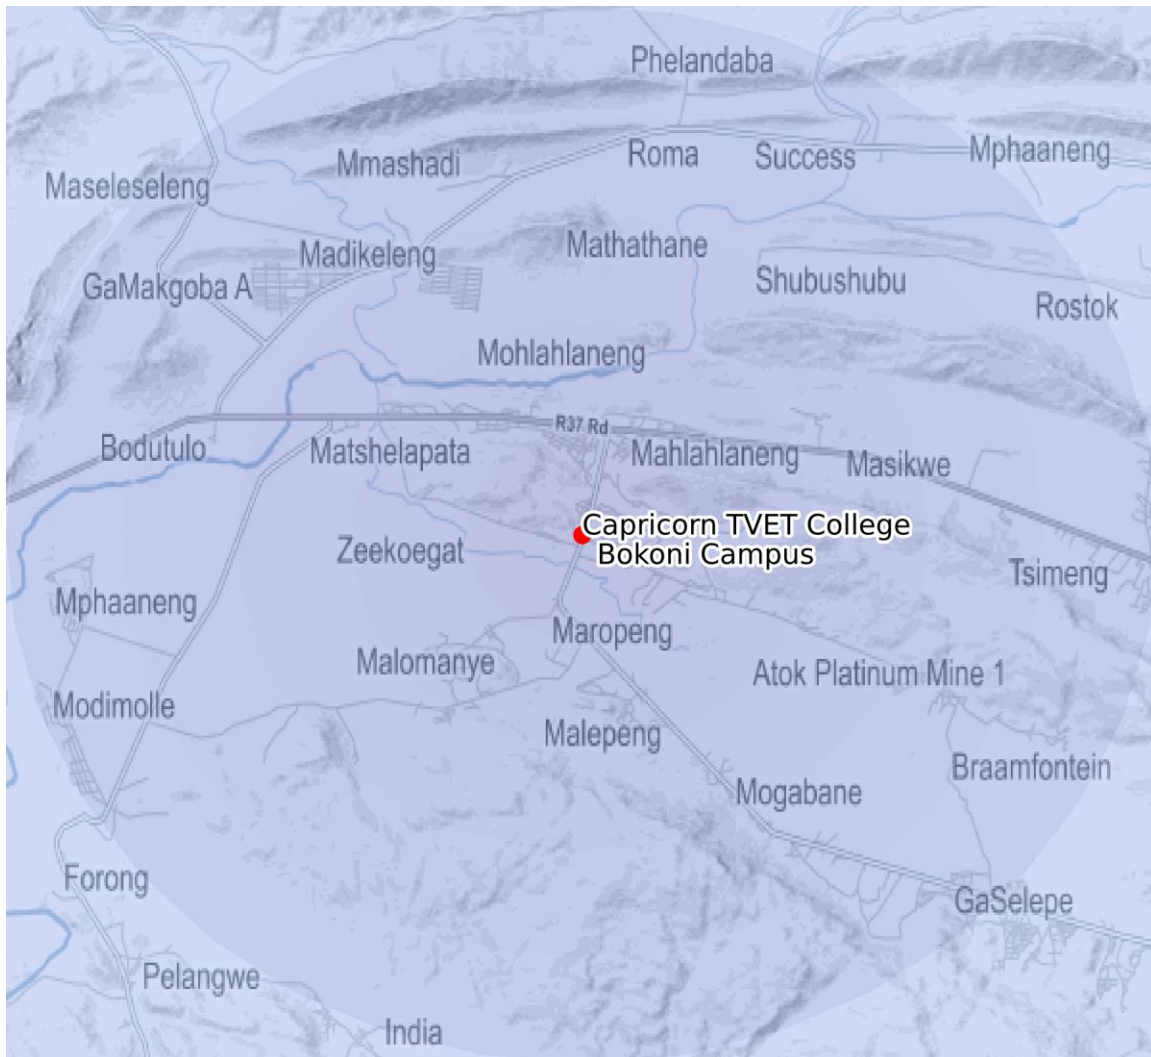 Phelandaba
Mmashadi
Roma
Success
Mphaaneng
Maseleseleng
Madikeleng
Mathathane
GaMakgoba A
Shubushubu
Rostok
Mohlahlaneng
R37 Rd
Bodutulo
Matshelapata
Mahlahlaneng
Masikwe
Capricorn TVET College
Bokoni Campus
Zeekoegat
Tsimeng
Mphaaneng
Maropeng
Malomanye
Atok Platinum Mine 1
Modimolle
Malepeng
Braamfontein
Mogabane
Forong
GaSelepe
Pelangwe
India